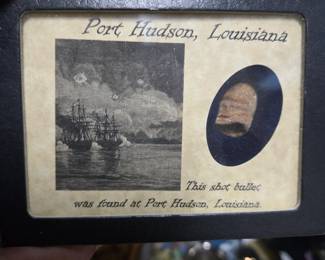 Port Hudson, Louisiana
This shot bullet
was found at Port Hudson, Louisiana.